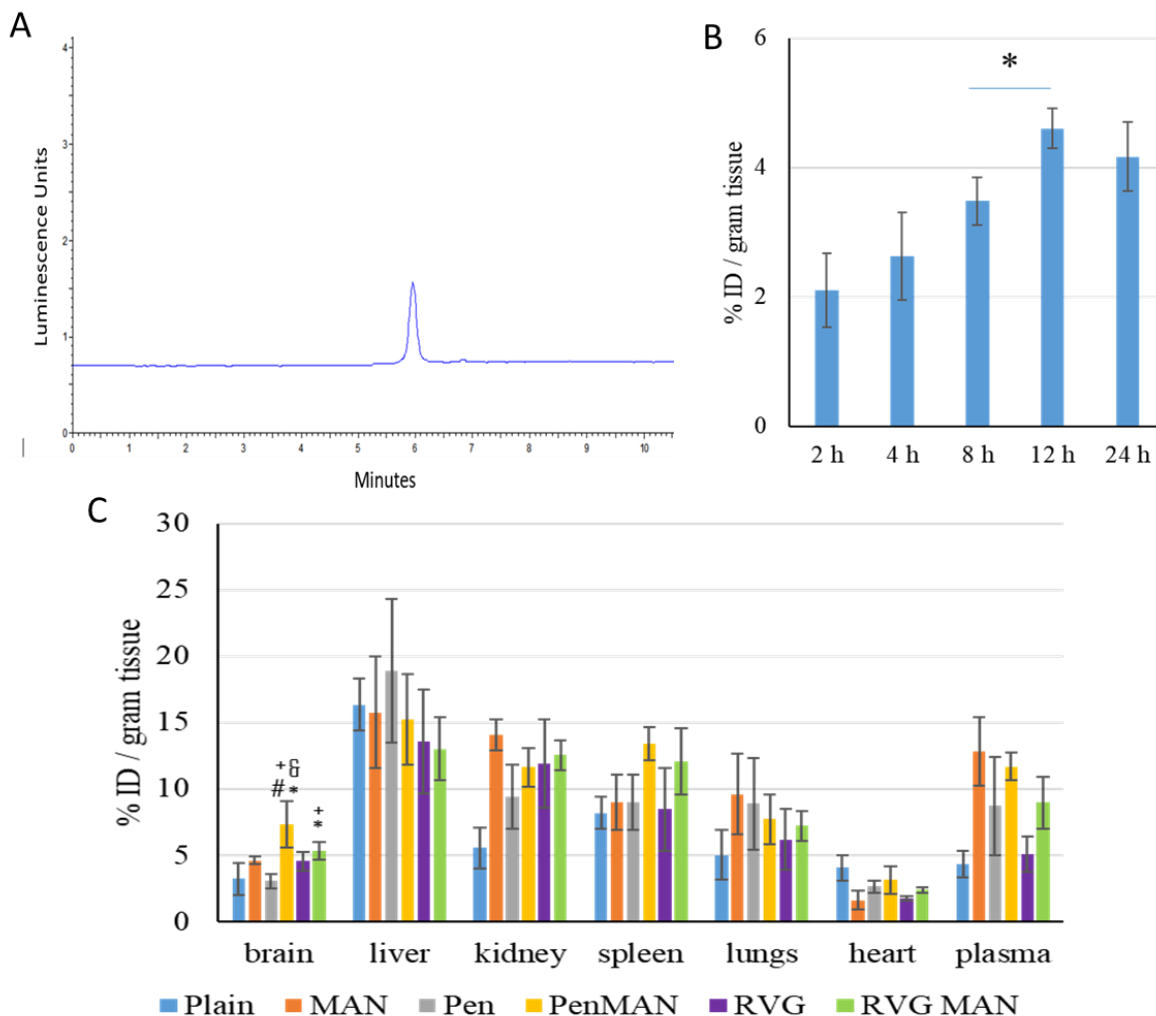 A
4
3
2
1
0
Luminescence Units
0 1 2 3 4 5 6 7 8 9 10
Minutes
B
6
4
2
0
% ID / gram tissue
*
2 h 4 h 8 h 12 h 24 h
C
30
25
20
15
10
5
0
% ID / gram tissue
+ &
# *
+
*
brain liver kidney spleen lungs heart plasma
Plain MAN Pen PenMAN RVG RVG MAN